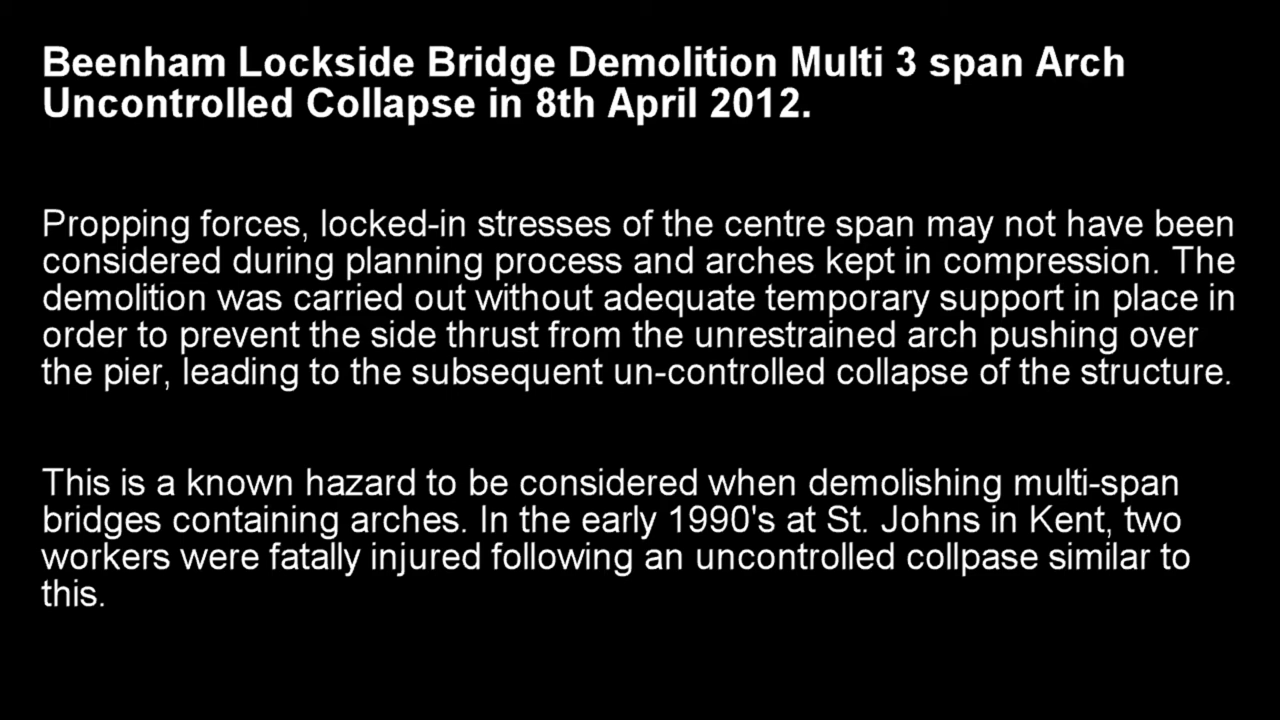 Beenham Lockside Bridge Demolition Multi 3 span Arch
Uncontrolled Collapse in 8th April 2012.
Propping forces, locked-in stresses of the centre span may not have been
considered during planning process and arches kept in compression. The
demolition was carried out without adequate temporary support in place in
order to prevent the side thrust from the unrestrained arch pushing over
the pier, leading to the subsequent un-controlled collapse of the structure.
This is a known hazard to be considered when demolishing multi-span
bridges containing arches. In the early 1990's at St. Johns in Kent, two
workers were fatally injured following an uncontrolled collpase similar to
this.